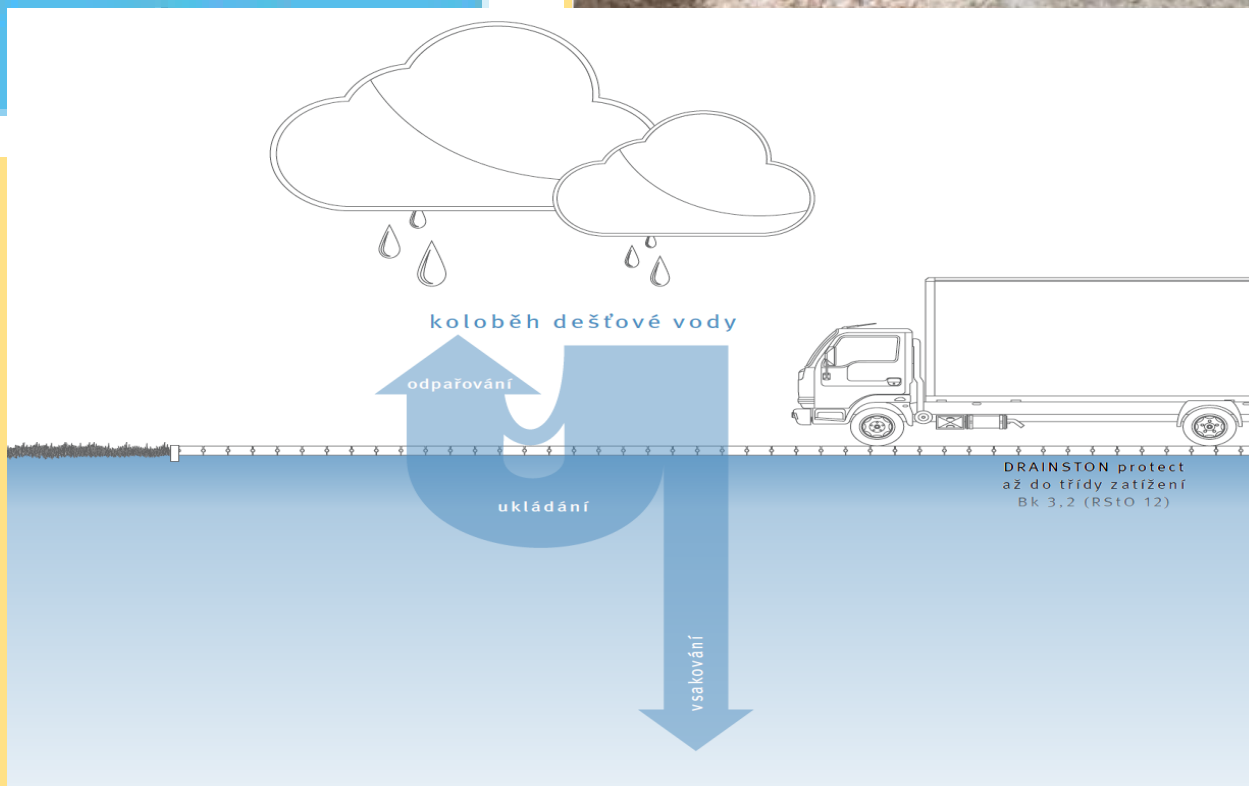 koloběh dešťové vody
odpařování
ukládání
DRAINSTON protect
až do třídy zatížení
Bk 3,2 (RStO 12)
vsakování